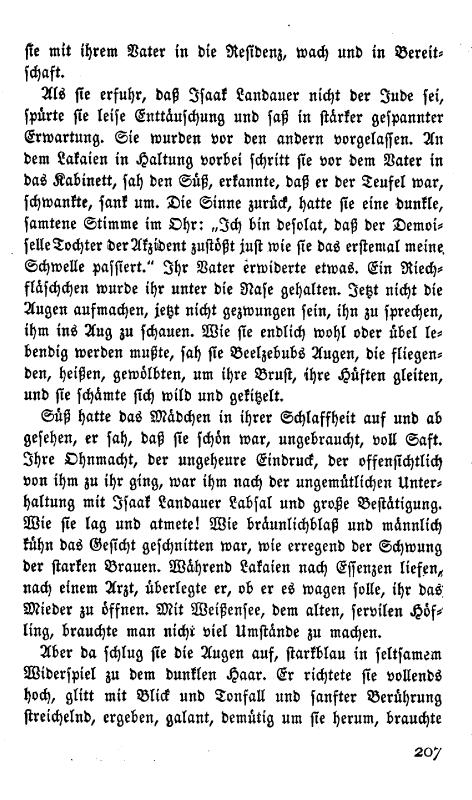 sie mit ihrem Vater in die Residenz, wach und in Bereit-
schaft.
Als sie erfuhr, daß Isaak Landauer nicht der Jude sei,
spürte sie leise Enttäuschung und saß in stärker gespannter
Erwartung. Sie wurden vor den andern vorgelassen. An
dem Lakaien in Haltung vorbei schritt sie vor dem Vater in
das Kabinett, sah den Süß, erkannte, daß er der Teufel war,
schwankte, sank um. Die Sinne zurück, hatte sie eine dunkle,
samtene Stimme im Ohr: „Ich bin desolat, daß der Demoi-
selle Tochter der Akzident zustößt just wie sie das erstemal meine
Schwelle passiert.“ Ihr Vater erwiderte etwas. Ein Riech-
fläschchen wurde ihr unter die Nase gehalten. Jetzt nicht die
Augen aufmachen, jetzt nicht gezwungen sein, ihn zu sprechen,
ihm ins Aug zu schauen. Wie sie endlich wohl oder übel le-
bendig werden mußte, sah sie Beelzebubs Augen, die fliegen-
den, heißen, gewölbten, um ihre Brust, ihre Hüften gleiten,
und sie schämte sich wild und gekitzelt.
Süß hatte das Mädchen in ihrer Schlaffheit auf und ab
gesehen, er sah, daß sie schön war, ungebraucht, voll Saft.
Ihre Ohnmacht, der ungeheure Eindruck, der offensichtlich
von ihm zu ihr ging, war ihm nach der ungemütlichen Unter-
haltung mit Isaak Landauer Labsal und große Bestätigung.
Wie sie lag und atmete! Wie bräunlichblaß und männlich
kühn das Gesicht geschnitten war, wie erregend der Schwung
der starken Brauen. Während Lakaien nach Essenzen liefen,
nach einem Arzt, überlegte er, ob er es wagen solle, ihr das
Mieder zu öffnen. Mit Weißensee, dem alten, servilen Höf-
ling, brauchte man nicht viel Umstände zu machen.
Aber da schlug sie die Augen auf, starkblau in seltsamem
Widerspiel zu dem dunklen Haar. Er richtete sie vollends
hoch, glitt mit Blick und Tonfall und sanfter Berührung
streichelnd, ergeben, galant, demütig um sie herum, brauchte
207